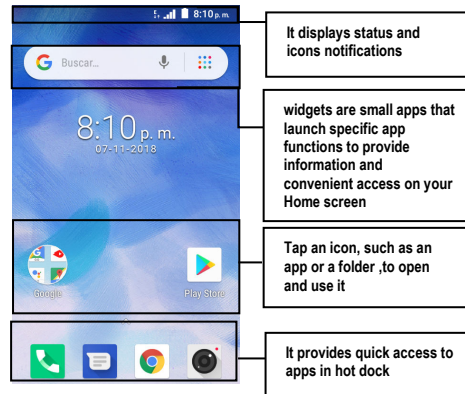 8:10 p. m.
It displays status and
icons notifications
G Buscar...
widgets are small apps that
launch specific app
functions to provide
information and
convenient access on your
Home screen
8:10 p. m.
07-11-2018
Tap an icon, such as an
app or a folder ,to open
and use it
Google
Play Store
It provides quick access to
apps in hot dock